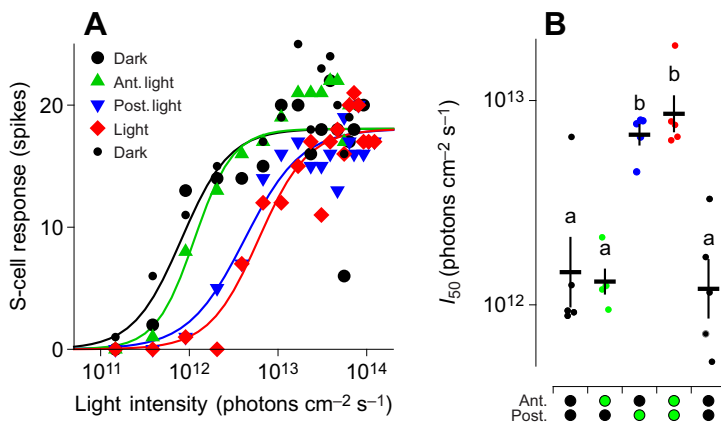 A
Dark
Ant. light
Post. light
Light
Dark
S-cell response (spikes)
20
10
0
10¹¹
10¹²
10¹³
10¹⁴
Light intensity (photons cm⁻² s⁻¹)
B
I₅₀ (photons cm⁻² s⁻¹)
10¹³
10¹²
a
a
b
b
a
Ant.
Post.